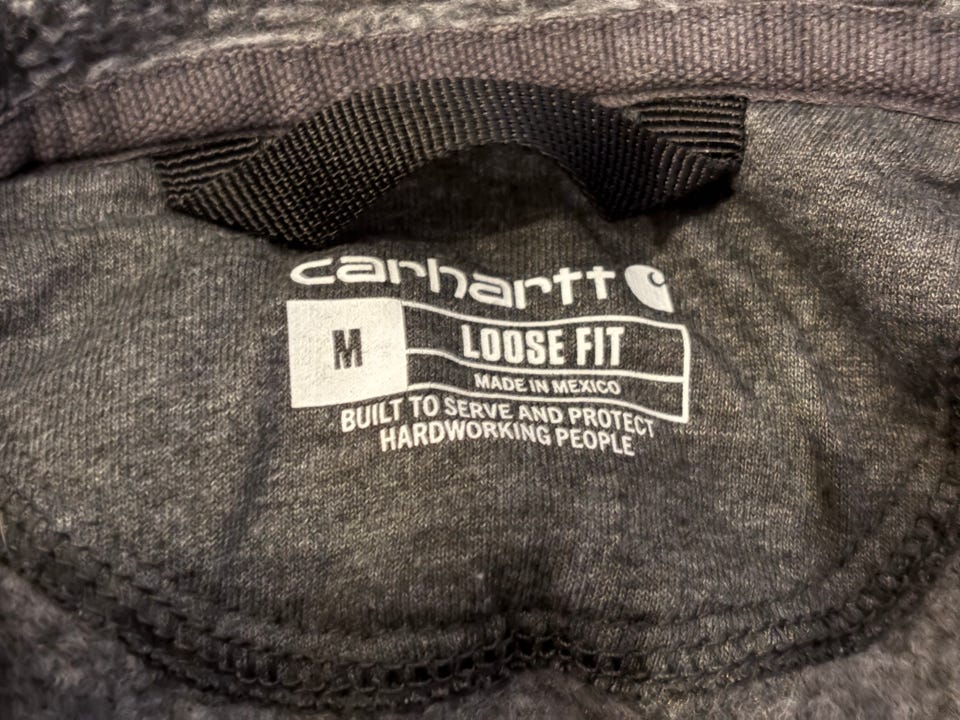 carhartt
M
LOOSE FIT
MADE IN MEXICO
BUILT TO SERVE AND PROTECT
HARDWORKING PEOPLE